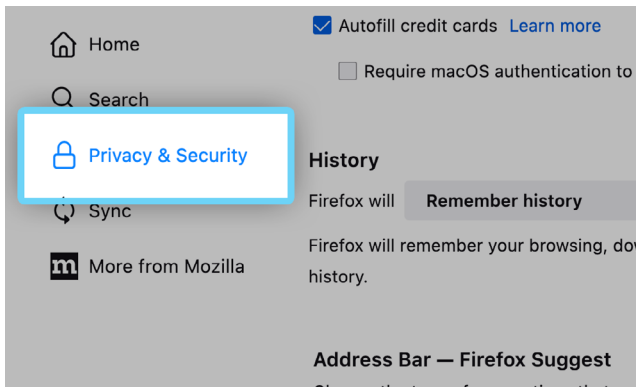 Home
Search
Privacy & Security
Sync
m More from Mozilla
Autofill credit cards Learn more
Require macOS authentication to
History
Firefox will Remember history
Firefox will remember your browsing, dow
history.
Address Bar — Firefox Suggest